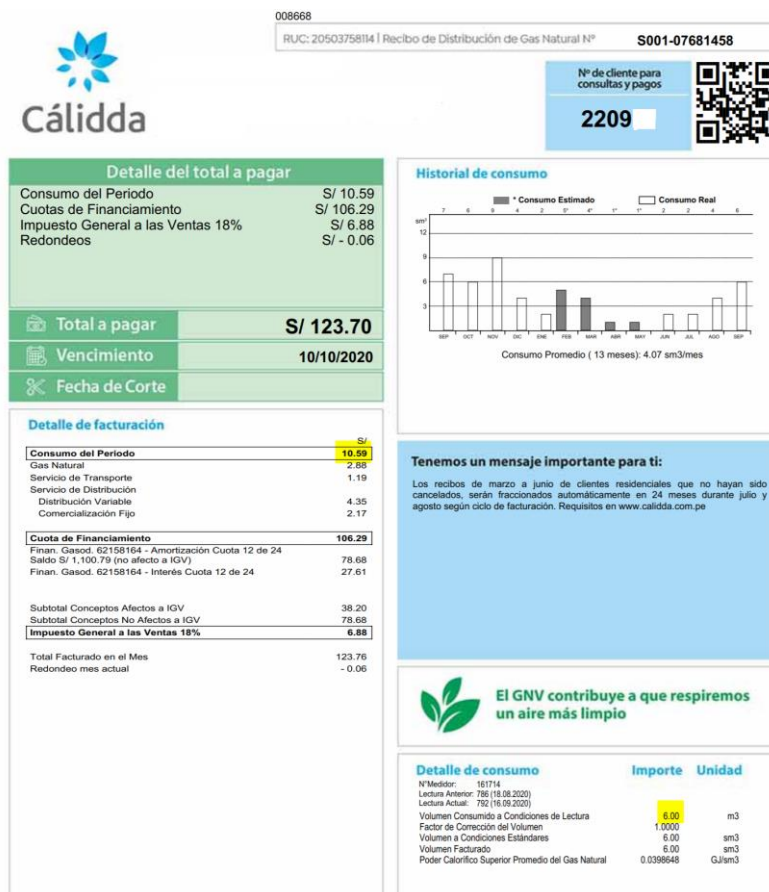 008668
RUC: 20503758114 | Recibo de Distribución de Gas Natural Nº S001-07681458
Cálidda
Nº de cliente para
consultas y pagos
2209
Detalle del total a pagar
Consumo del Periodo S/ 10.59
Cuotas de Financiamiento S/ 106.29
Impuesto General a las Ventas 18% S/ 6.88
Redondeos S/ - 0.06
Total a pagar S/ 123.70
Vencimiento 10/10/2020
Fecha de Corte
Historial de consumo
* Consumo Estimado Consumo Real
7 6 9 4 2 5* 4* 1* 1* 2 2 4 6
sm³
12
9
6
3
SEP OCT NOV DIC ENE FEB MAR ABR MAY JUN JUL AGO SEP
Consumo Promedio ( 13 meses): 4.07 sm3/mes
Detalle de facturación
S/
Consumo del Periodo 10.59
Gas Natural 2.88
Servicio de Transporte 1.19
Servicio de Distribución
Distribución Variable 4.35
Comercialización Fijo 2.17
Cuota de Financiamiento 106.29
Finan. Gasod. 62158164 - Amortización Cuota 12 de 24
Saldo S/ 1,100.79 (no afecto a IGV) 78.68
Finan. Gasod. 62158164 - Interés Cuota 12 de 24 27.61
Subtotal Conceptos Afectos a IGV 38.20
Subtotal Conceptos No Afectos a IGV 78.68
Impuesto General a las Ventas 18% 6.88
Total Facturado en el Mes 123.76
Redondeo mes actual - 0.06
Tenemos un mensaje importante para ti:
Los recibos de marzo a junio de clientes residenciales que no hayan sido
cancelados, serán fraccionados automáticamente en 24 meses durante julio y
agosto según ciclo de facturación. Requisitos en www.calidda.com.pe
El GNV contribuye a que respiremos
un aire más limpio
Detalle de consumo Importe Unidad
N°Medidor: 161714
Lectura Anterior: 786 (18.08.2020)
Lectura Actual: 792 (16.09.2020)
Volumen Consumido a Condiciones de Lectura 6.00 m3
Factor de Corrección del Volumen 1.0000
Volumen a Condiciones Estándares 6.00 sm3
Volumen Facturado 6.00 sm3
Poder Calorífico Superior Promedio del Gas Natural 0.0398648 GJ/sm3